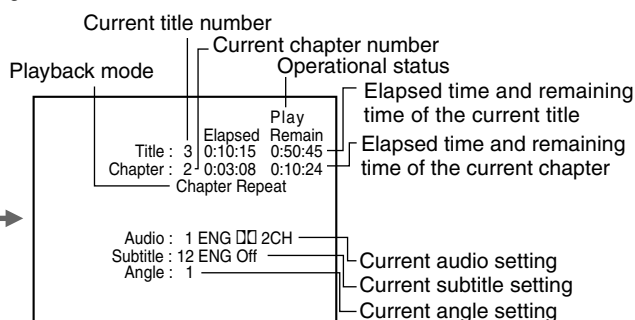 Current title number
Current chapter number
Operational status
Playback mode
Elapsed time and remaining
time of the current title
Play
Elapsed Remain
Title : 3 0:10:15 0:50:45
Elapsed time and remaining
time of the current chapter
Chapter : 2 0:03:08 0:10:24
Chapter Repeat
Audio : 1 ENG 2CH
Subtitle : 12 ENG Off
Angle : 1
Current audio setting
Current subtitle setting
Current angle setting